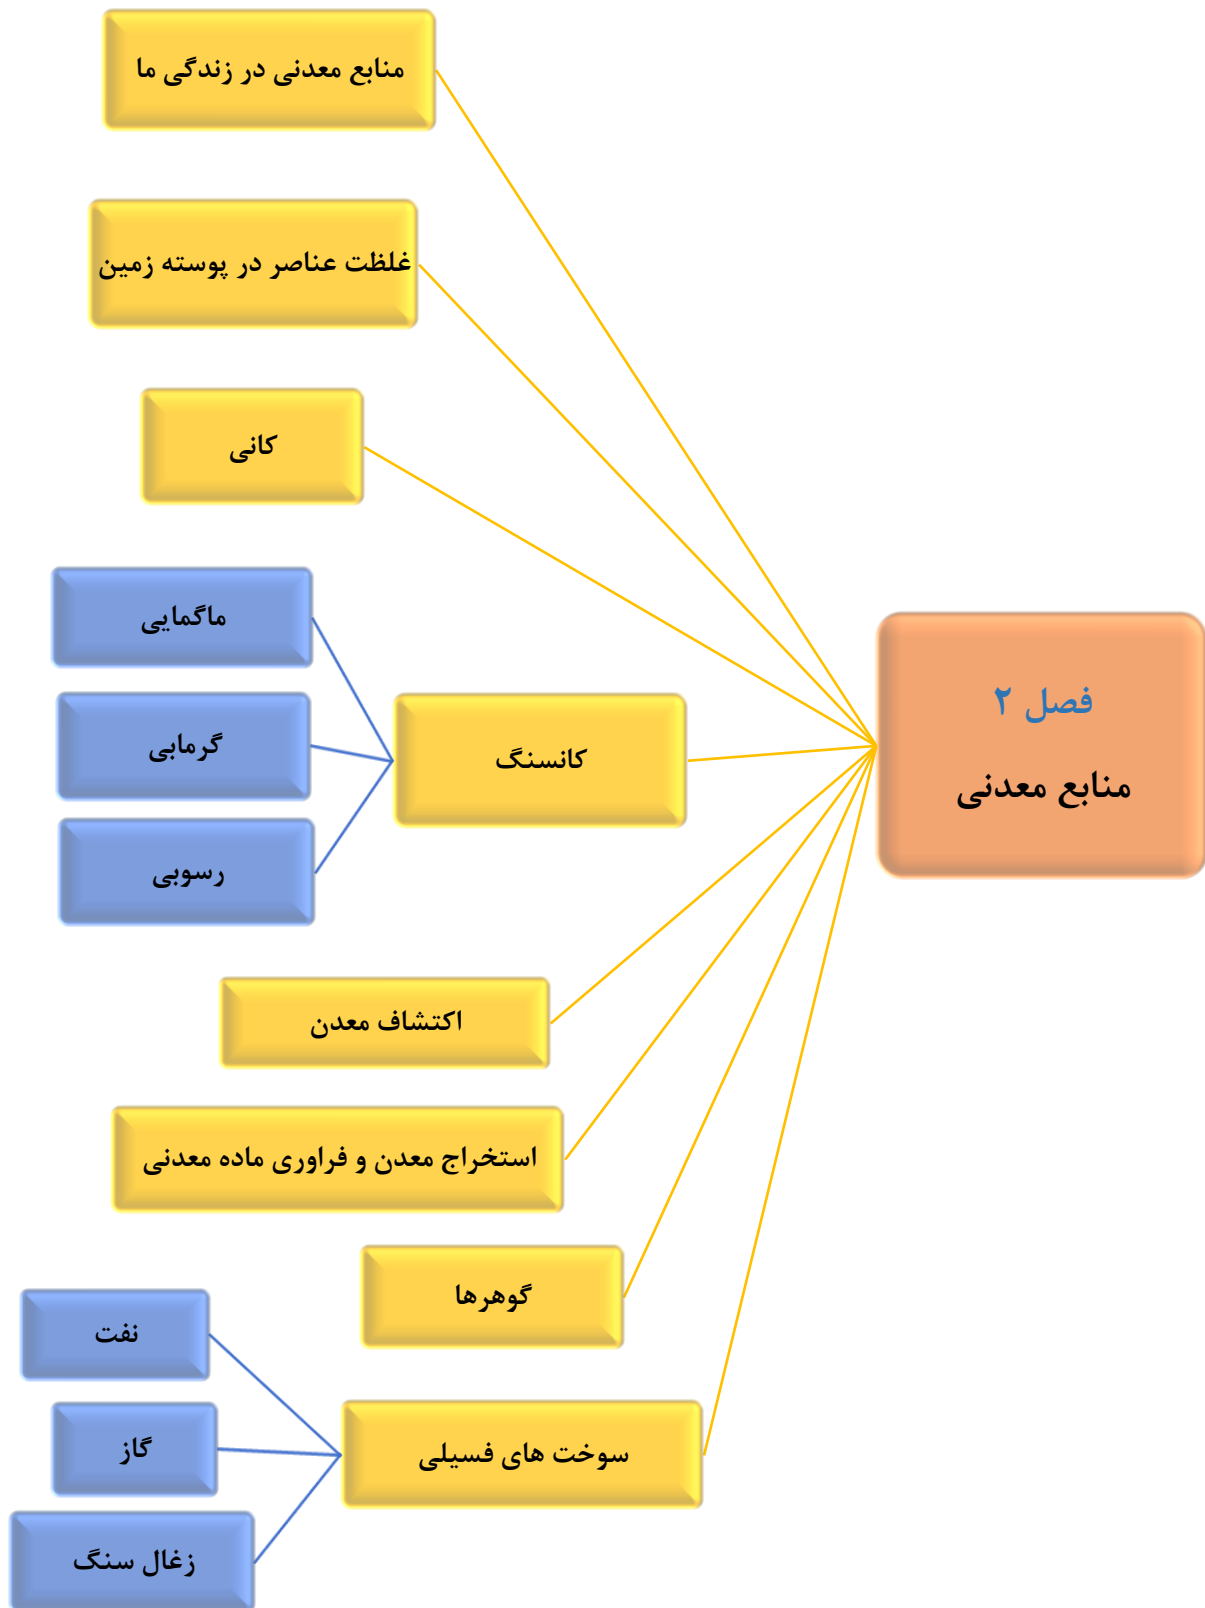 فصل ۲
منابع معدنی
منابع معدنی در زندگی ما
غلظت عناصر در پوسته زمین
کانی
کانسنگ
ماگمایی
گرمابی
رسوبی
اکتشاف معدن
استخراج معدن و فراوری ماده معدنی
گوهرها
سوخت های فسیلی
نفت
گاز
زغال سنگ